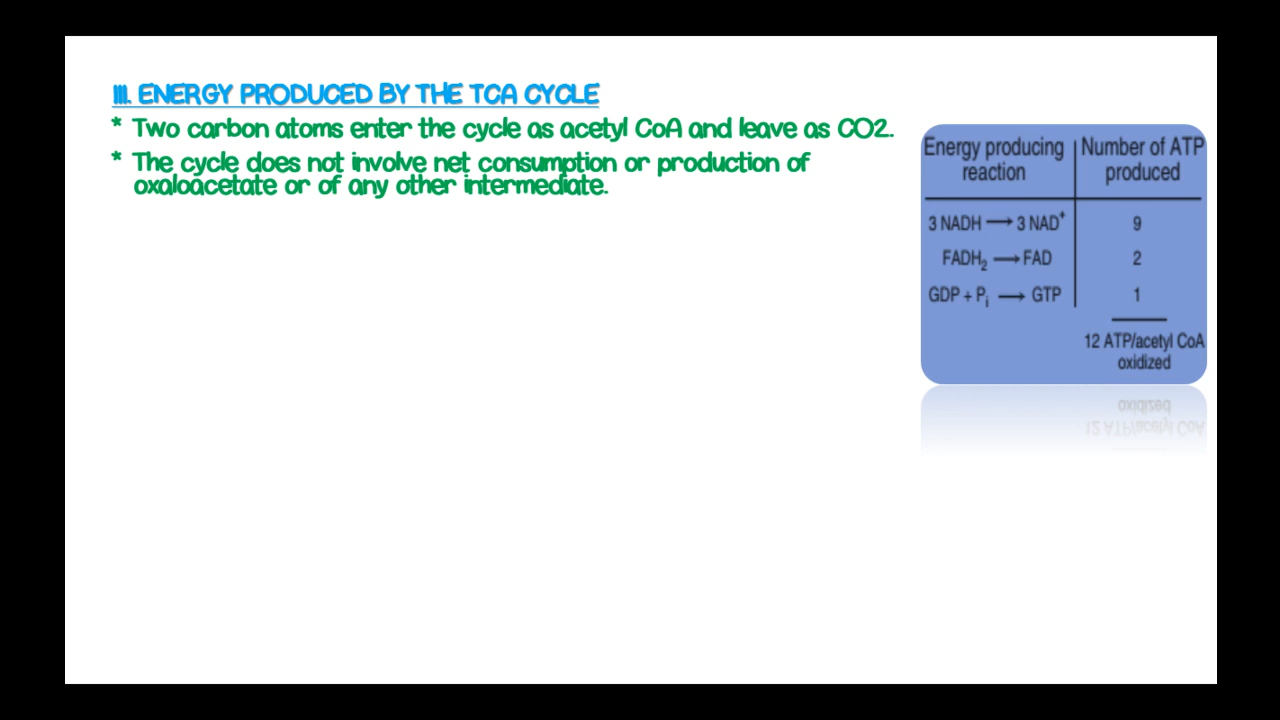 III. ENERGY PRODUCED BY THE TCA CYCLE
* Two carbon atoms enter the cycle as acetyl CoA and leave as CO2.
* The cycle does not involve net consumption or production of
oxaloacetate or of any other intermediate.
Energy producing Number of ATP
reaction produced
3 NADH → 3 NAD⁺ 9
FADH₂ → FAD 2
GDP + Pᵢ → GTP 1
12 ATP/acetyl CoA
oxidized